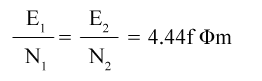 E₁/N₁ = E₂/N₂ = 4.44f Φm